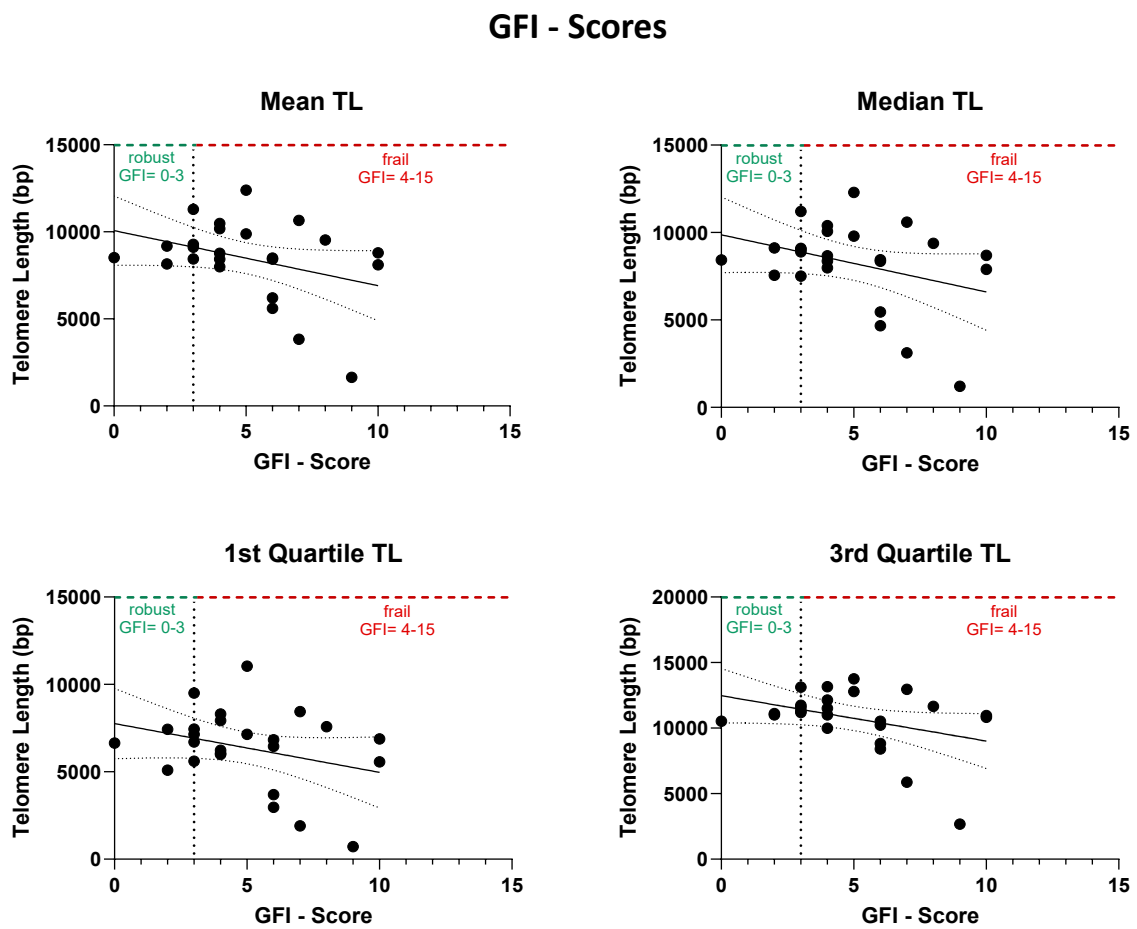 GFI - Scores
Mean TL
15000
10000
5000
0
Telomere Length (bp)
robust
GFI= 0-3
frail
GFI= 4-15
0 5 10 15
GFI - Score
Median TL
15000
10000
5000
0
Telomere Length (bp)
robust
GFI= 0-3
frail
GFI= 4-15
0 5 10 15
GFI - Score
1st Quartile TL
15000
10000
5000
0
Telomere Length (bp)
robust
GFI= 0-3
frail
GFI= 4-15
0 5 10 15
GFI - Score
3rd Quartile TL
20000
15000
10000
5000
0
Telomere Length (bp)
robust
GFI= 0-3
frail
GFI= 4-15
0 5 10 15
GFI - Score